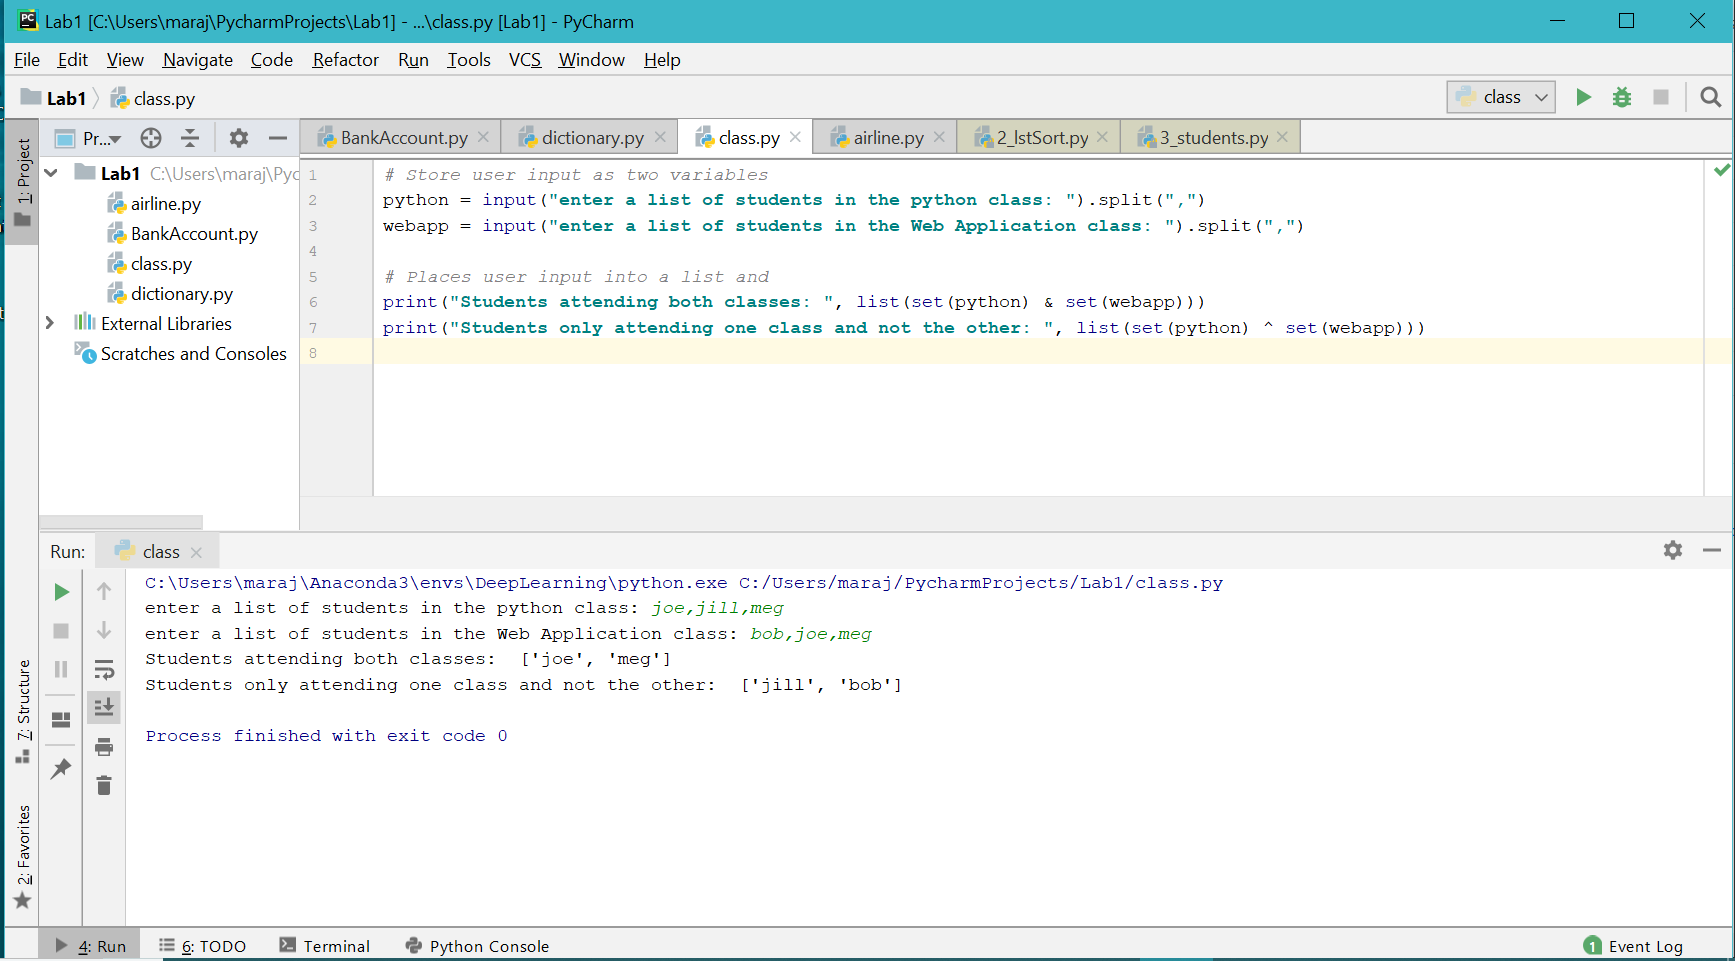 Lab1 [C:\Users\maraj\PycharmProjects\Lab1] - ...\class.py [Lab1] - PyCharm
File Edit View Navigate Code Refactor Run Tools VCS Window Help
Lab1 class.py class
1: Project
Pr...
BankAccount.py dictionary.py class.py airline.py 2_lstSort.py 3_students.py
Lab1 C:\Users\maraj\Pyc
airline.py
BankAccount.py
class.py
dictionary.py
External Libraries
Scratches and Consoles
1 # Store user input as two variables
2 python = input("enter a list of students in the python class: ").split(",")
3 webapp = input("enter a list of students in the Web Application class: ").split(",")
4
5 # Places user input into a list and
6 print("Students attending both classes: ", list(set(python) & set(webapp)))
7 print("Students only attending one class and not the other: ", list(set(python) ^ set(webapp)))
8
Run: class
C:\Users\maraj\Anaconda3\envs\DeepLearning\python.exe C:/Users/maraj/PycharmProjects/Lab1/class.py
enter a list of students in the python class: joe,jill,meg
enter a list of students in the Web Application class: bob,joe,meg
Students attending both classes:  ['joe', 'meg']
Students only attending one class and not the other:  ['jill', 'bob']
Process finished with exit code 0
7: Structure
2: Favorites
4: Run 6: TODO Terminal Python Console 1 Event Log